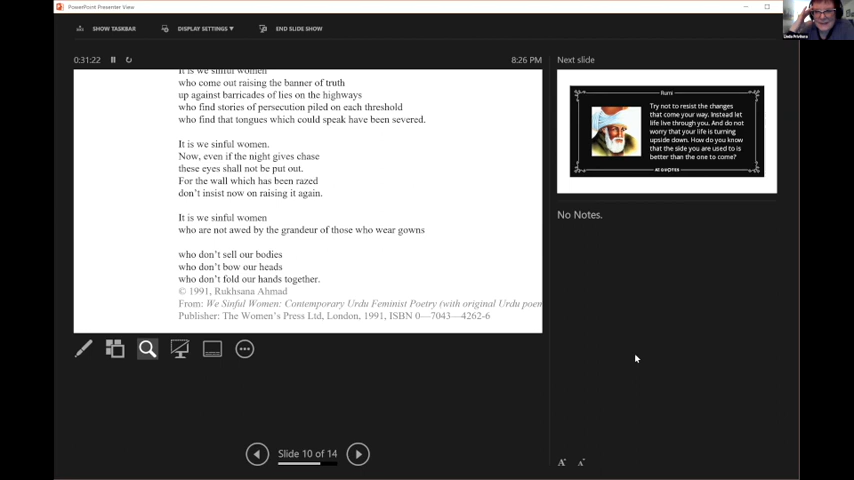 PowerPoint Presenter View
SHOW TASKBAR
DISPLAY SETTINGS ▼
END SLIDE SHOW
0:31:22
8:26 PM
It is we sinful women
who come out raising the banner of truth
up against barricades of lies on the highways
who find stories of persecution piled on each threshold
who find that tongues which could speak have been severed.
It is we sinful women.
Now, even if the night gives chase
these eyes shall not be put out.
For the wall which has been razed
don't insist now on raising it again.
It is we sinful women
who are not awed by the grandeur of those who wear gowns
who don't sell our bodies
who don't bow our heads
who don't fold our hands together.
© 1991, Rukhsana Ahmad
From: We Sinful Women: Contemporary Urdu Feminist Poetry (with original Urdu poem
Publisher: The Women's Press Ltd, London, 1991, ISBN 0—7043—4262-6
Slide 10 of 14
Next slide
Try not to resist the changes
that come your way. Instead let
life live through you. And do not
worry that your life is turning
upside down. How do you know
that the side you are used to is
better than the one to come?
AZ QUOTES
No Notes.
A
A